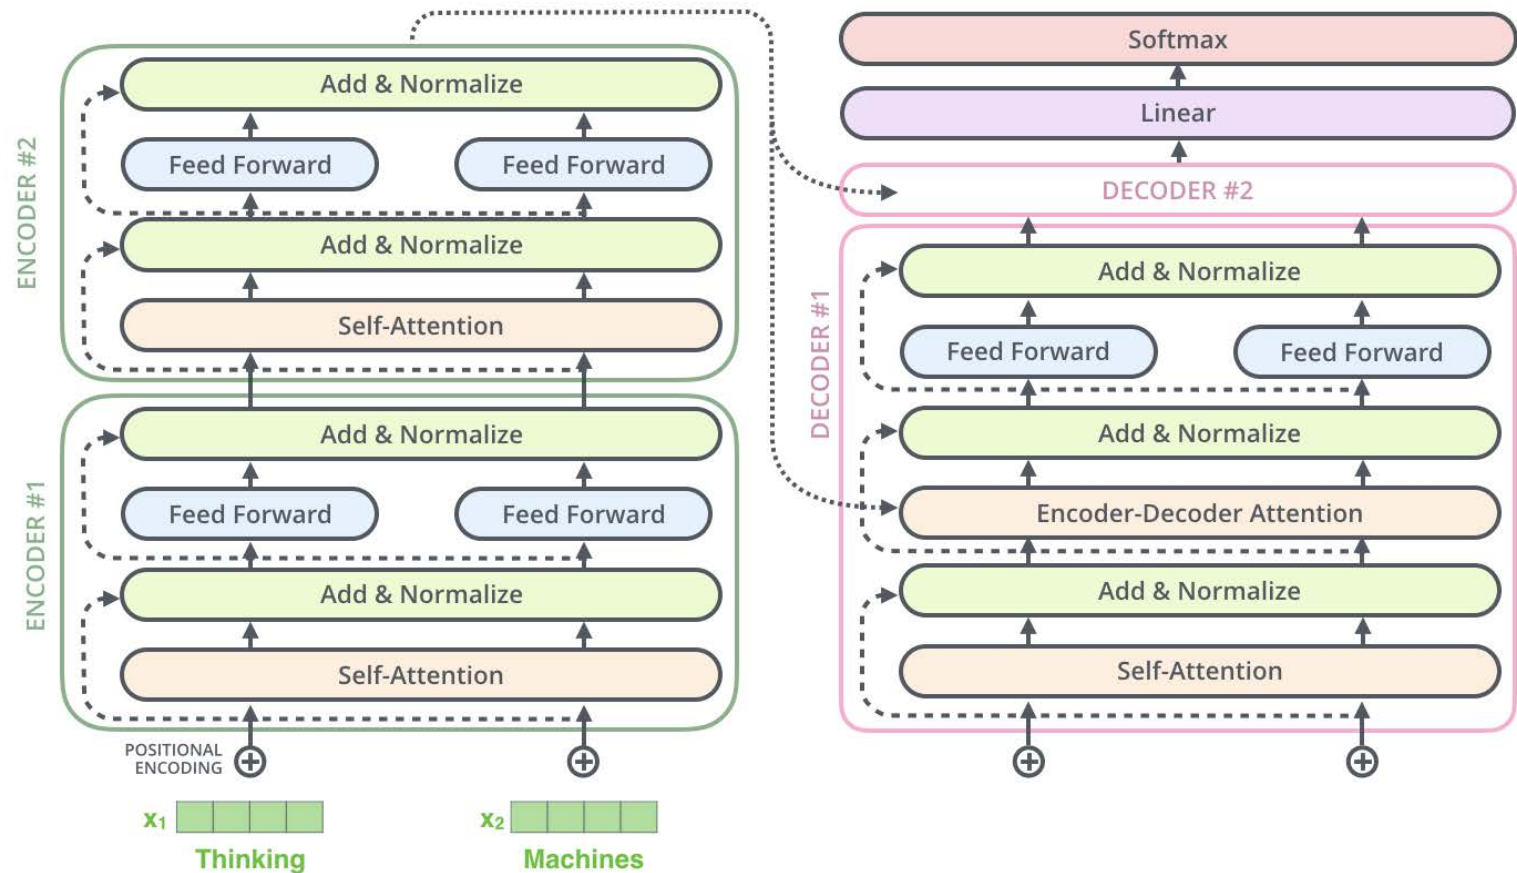 ENCODER #2
Add & Normalize
Feed Forward Feed Forward
Add & Normalize
Self-Attention
ENCODER #1
Add & Normalize
Feed Forward Feed Forward
Add & Normalize
Self-Attention
POSITIONAL
ENCODING
x₁ x₂
Thinking Machines
Softmax
Linear
DECODER #2
DECODER #1
Add & Normalize
Feed Forward Feed Forward
Add & Normalize
Encoder-Decoder Attention
Add & Normalize
Self-Attention